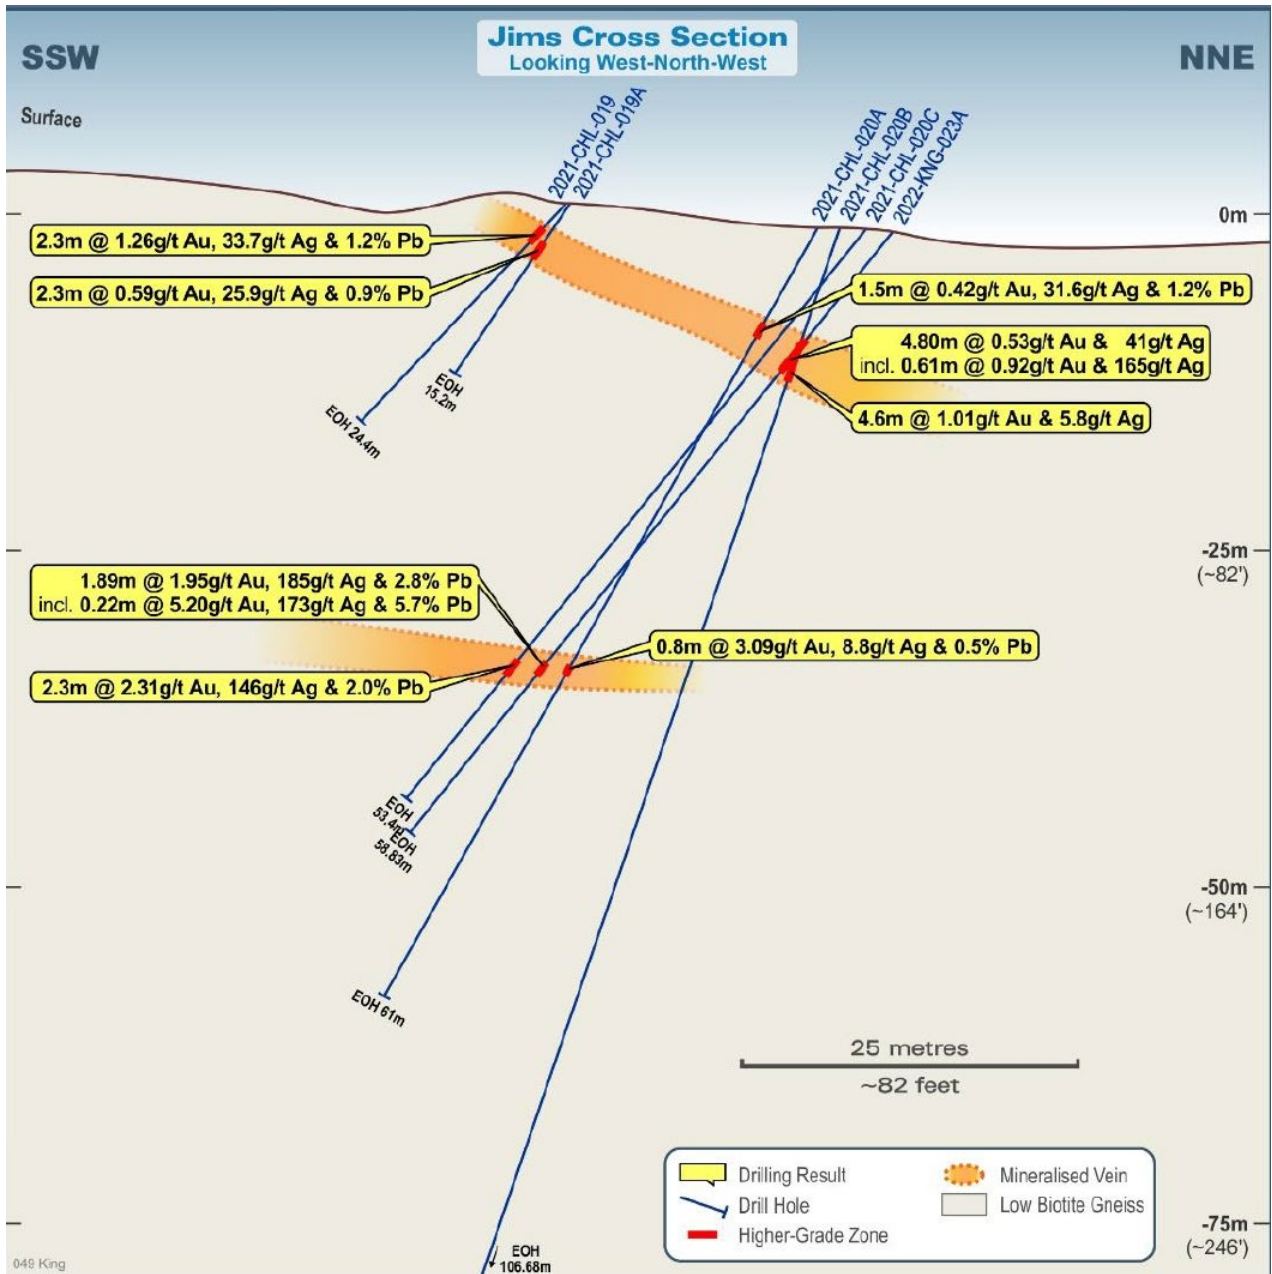 Jims Cross Section
Looking West-North-West
SSW
NNE
Surface
2021-CHL-019
2021-CHL-019A
2021-CHL-020A
2021-CHL-020B
2021-CHL-020C
2022-KNG-023A
0m
2.3m @ 1.26g/t Au, 33.7g/t Ag & 1.2% Pb
2.3m @ 0.59g/t Au, 25.9g/t Ag & 0.9% Pb
1.5m @ 0.42g/t Au, 31.6g/t Ag & 1.2% Pb
4.80m @ 0.53g/t Au & 41g/t Ag
incl. 0.61m @ 0.92g/t Au & 165g/t Ag
4.6m @ 1.01g/t Au & 5.8g/t Ag
EOH
15.2m
EOH 24.4m
-25m
(~82')
1.89m @ 1.95g/t Au, 185g/t Ag & 2.8% Pb
incl. 0.22m @ 5.20g/t Au, 173g/t Ag & 5.7% Pb
0.8m @ 3.09g/t Au, 8.8g/t Ag & 0.5% Pb
2.3m @ 2.31g/t Au, 146g/t Ag & 2.0% Pb
EOH
53.4m
EOH
58.83m
-50m
(~164')
EOH 61m
25 metres
~82 feet
Drilling Result
Drill Hole
Higher-Grade Zone
Mineralised Vein
Low Biotite Gneiss
-75m
(~246')
EOH
106.68m
049 King